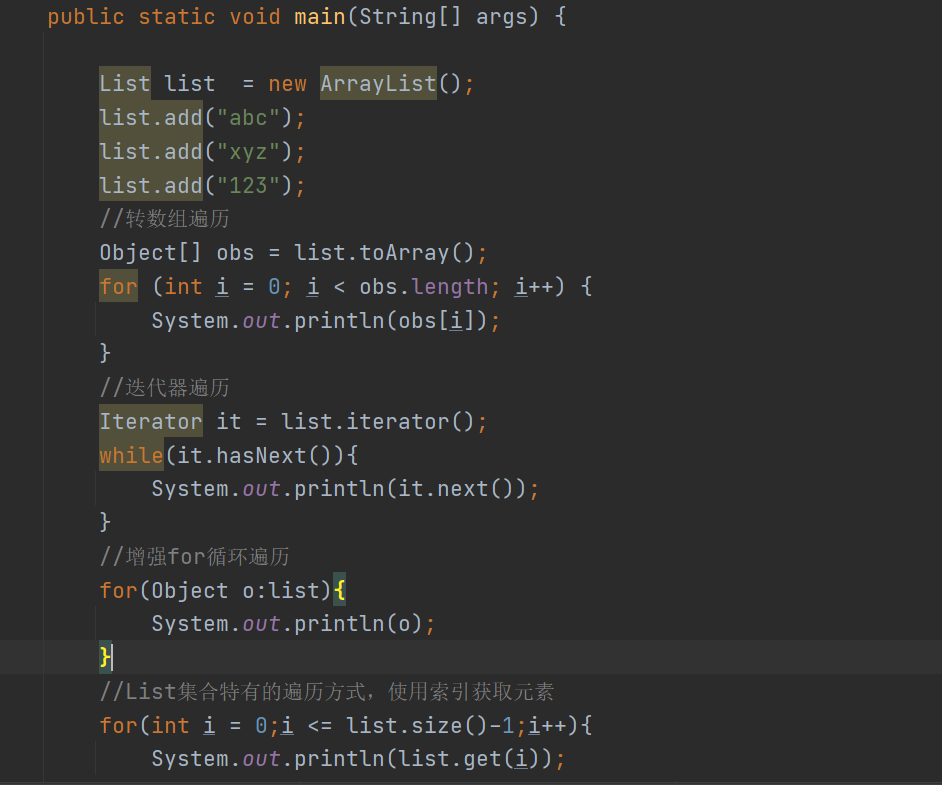 public static void main(String[] args) {
List list  = new ArrayList();
list.add("abc");
list.add("xyz");
list.add("123");
//转数组遍历
Object[] obs = list.toArray();
for (int i = 0; i < obs.length; i++) {
System.out.println(obs[i]);
}
//迭代器遍历
Iterator it = list.iterator();
while(it.hasNext()){
System.out.println(it.next());
}
//增强for循环遍历
for(Object o:list){
System.out.println(o);
}
//List集合特有的遍历方式，使用索引获取元素
for(int i = 0;i <= list.size()-1;i++){
System.out.println(list.get(i));